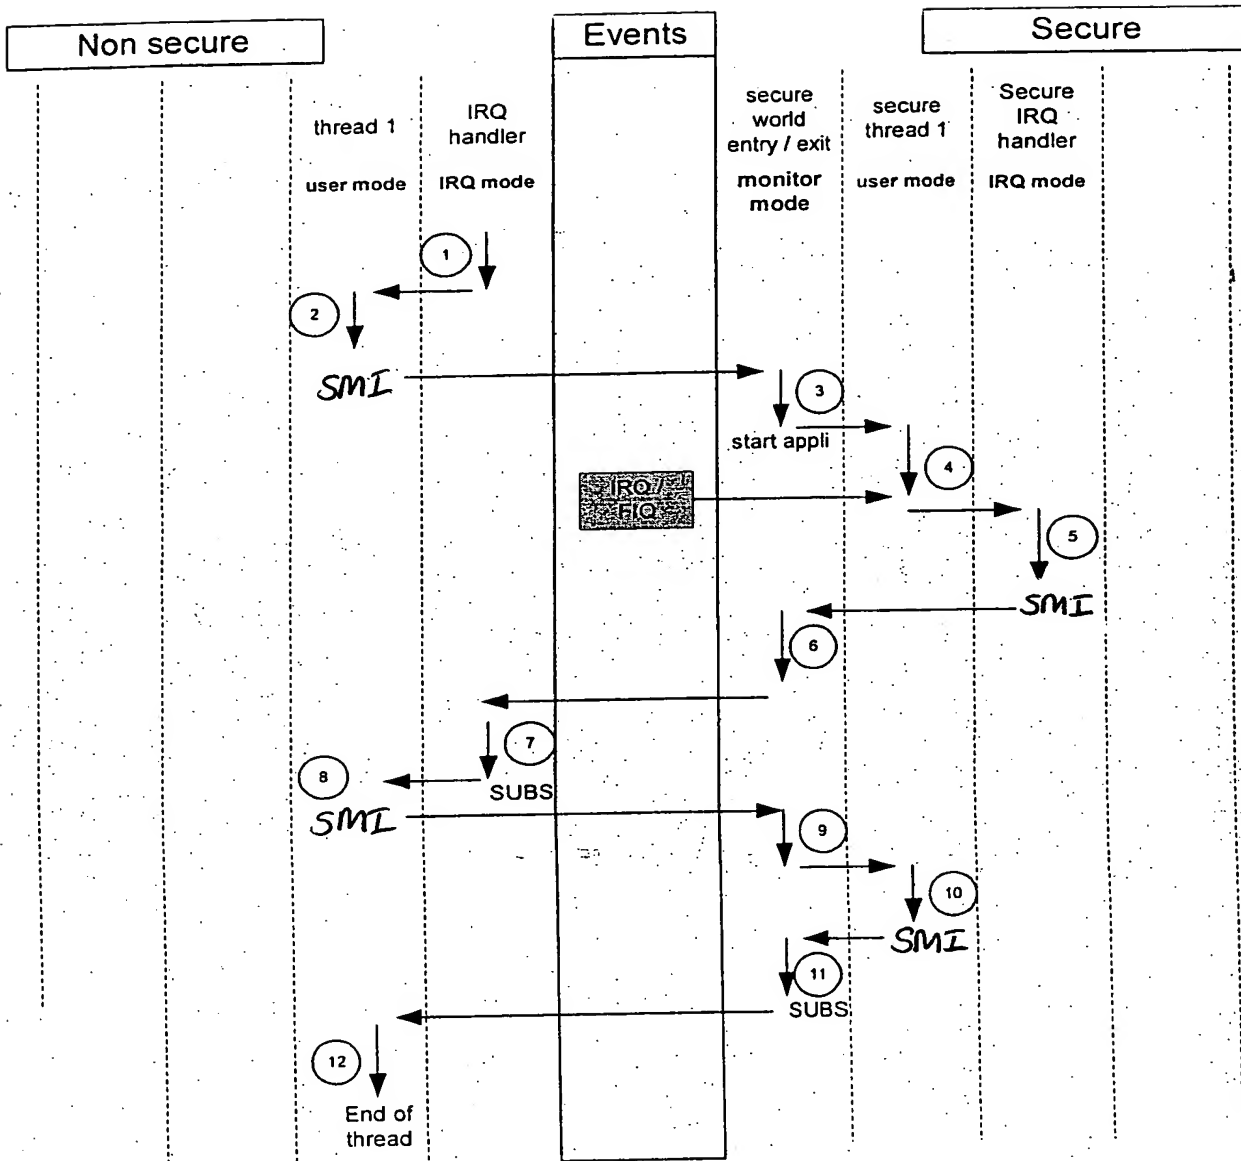 Non secure
Events
Secure
thread 1
user mode
IRQ
handler
IRQ mode
secure
world
entry / exit
monitor
mode
secure
thread 1
user mode
Secure
IRQ
handler
IRQ mode
1
2
SMI
3
start appli
4
IRQ /
FIQ
5
SMI
6
7
8
SUBS
SMI
9
10
SMI
11
SUBS
12
End of
thread